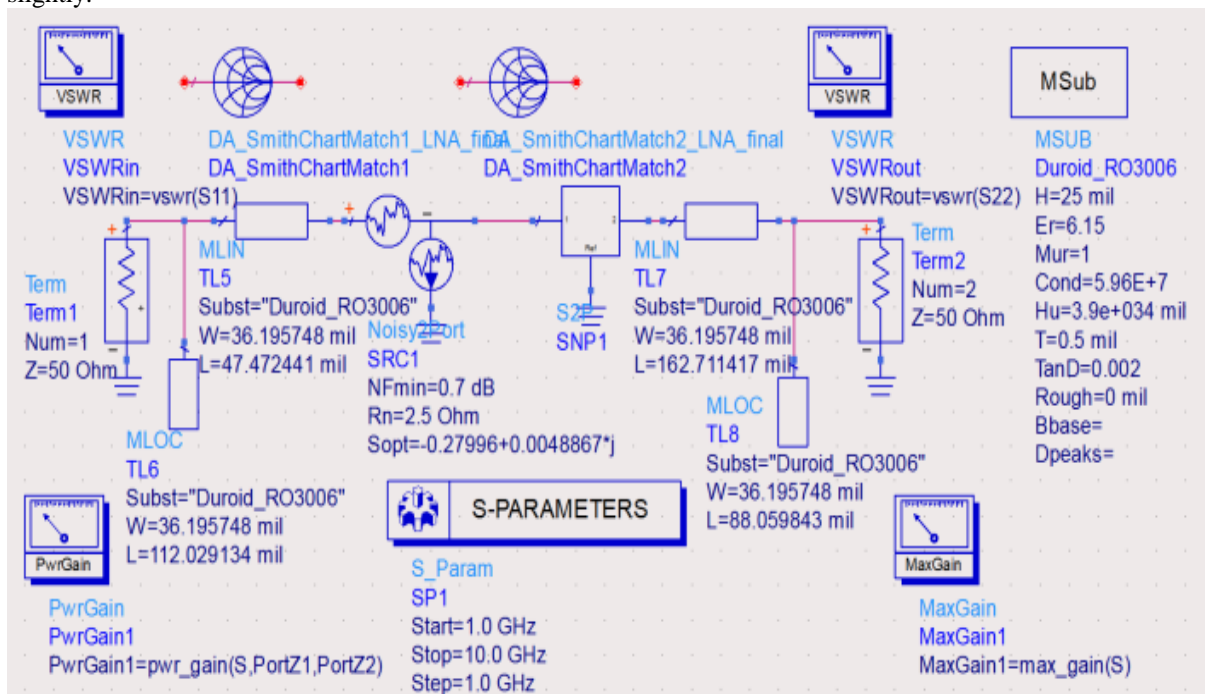 slightly.
VSWR
VSWR
VSWRin
VSWRin=vswr(S11)
DA_SmithChartMatch1_LNA_final
DA_SmithChartMatch1
DA_SmithChartMatch2_LNA_final
DA_SmithChartMatch2
VSWR
VSWR
VSWRout
VSWRout=vswr(S22)
MSub
MSUB
Duroid_RO3006
H=25 mil
Er=6.15
Mur=1
Cond=5.96E+7
Hu=3.9e+034 mil
T=0.5 mil
TanD=0.002
Rough=0 mil
Bbase=
Dpeaks=
Term
Term1
Num=1
Z=50 Ohm
MLIN
TL5
Subst="Duroid_RO3006"
W=36.195748 mil
L=47.472441 mil
Noisy2Port
SRC1
NFmin=0.7 dB
Rn=2.5 Ohm
Sopt=-0.27996+0.0048867*j
1
2
Ref
S2P
SNP1
MLIN
TL7
Subst="Duroid_RO3006"
W=36.195748 mil
L=162.711417 mil
Term
Term2
Num=2
Z=50 Ohm
MLOC
TL6
Subst="Duroid_RO3006"
W=36.195748 mil
L=112.029134 mil
MLOC
TL8
Subst="Duroid_RO3006"
W=36.195748 mil
L=88.059843 mil
PwrGain
PwrGain
PwrGain1
PwrGain1=pwr_gain(S,PortZ1,PortZ2)
S-PARAMETERS
S_Param
SP1
Start=1.0 GHz
Stop=10.0 GHz
Step=1.0 GHz
MaxGain
MaxGain
MaxGain1
MaxGain1=max_gain(S)